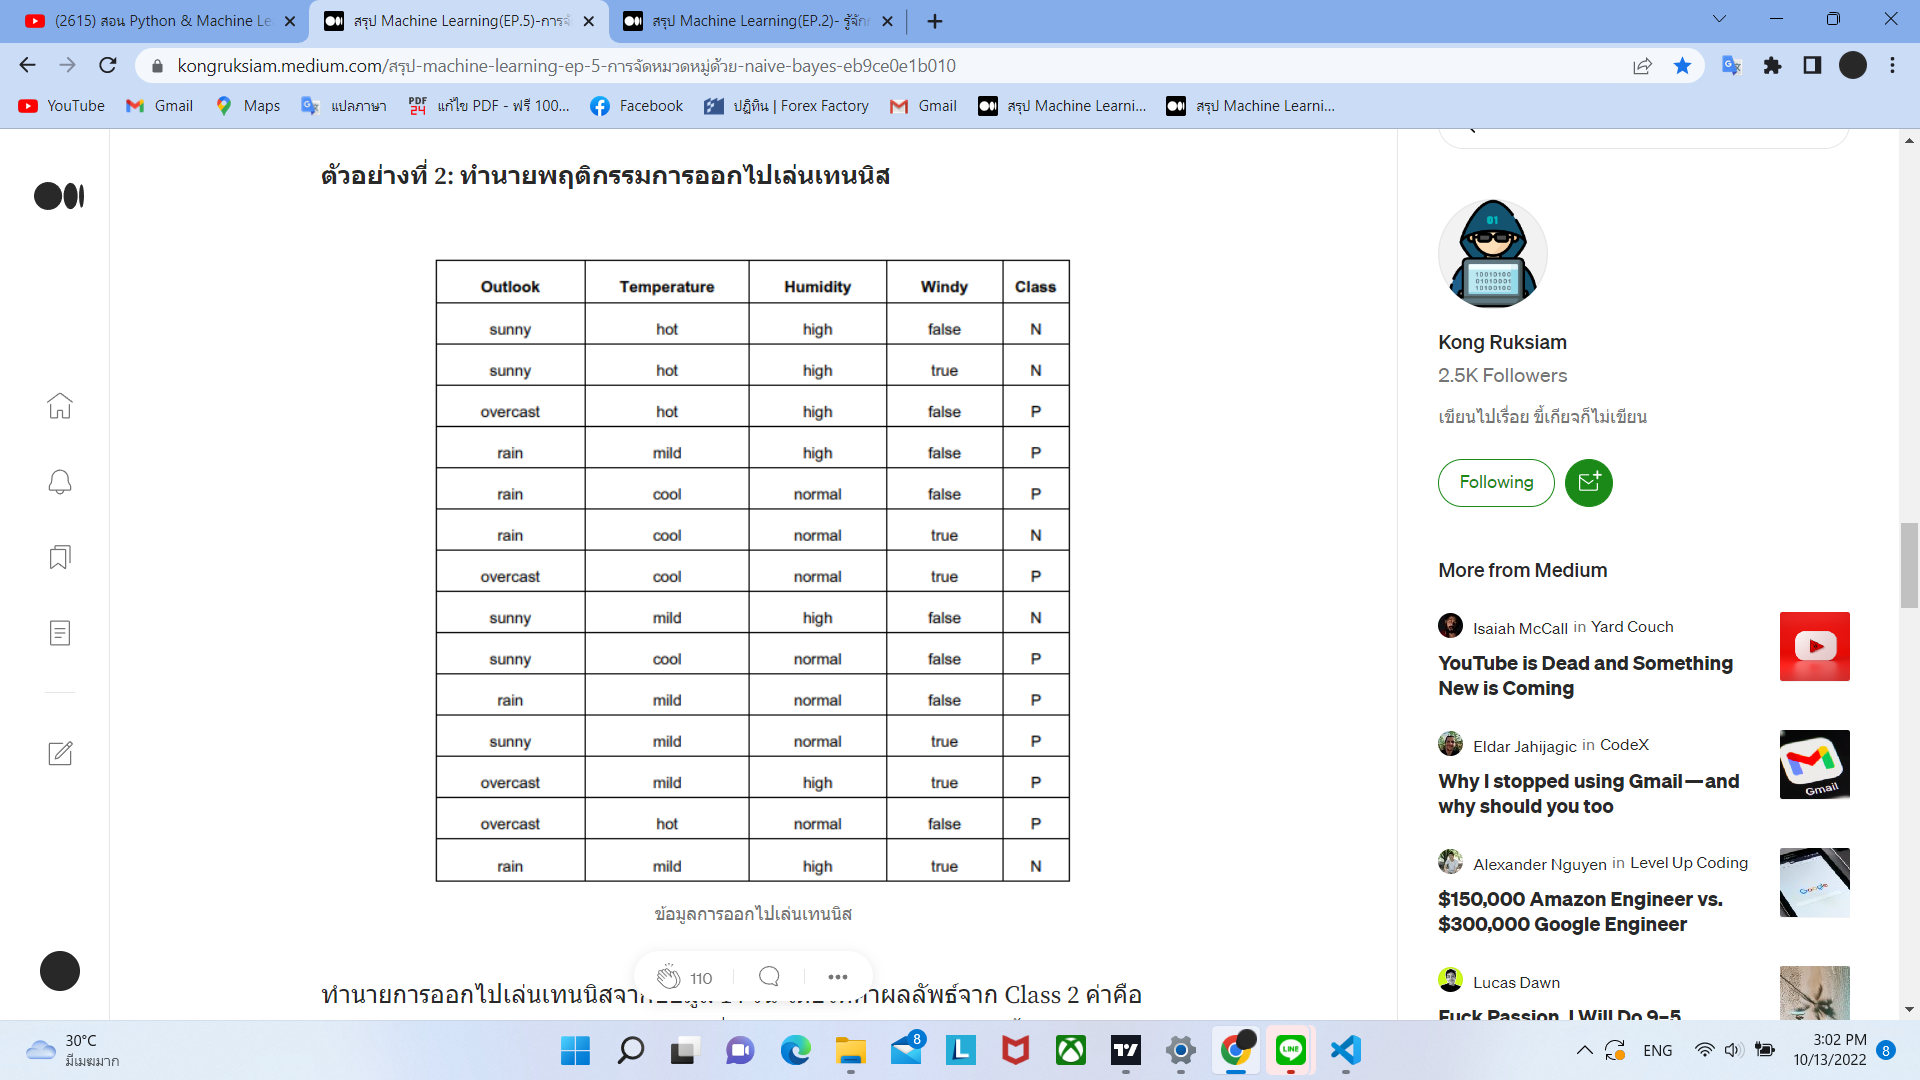 (2615) สอน Python & Machine Le
สรุป Machine Learning(EP.5)-การจั
สรุป Machine Learning(EP.2)- รู้จัก
kongruksiam.medium.com/สรุป-machine-learning-ep-5-การจัดหมวดหมู่ด้วย-naive-bayes-eb9ce0e1b010
YouTube Gmail Maps แปลภาษา แก้ไข PDF - ฟรี 100... Facebook ปฏิทิน | Forex Factory Gmail สรุป Machine Learni... สรุป Machine Learni...
ตัวอย่างที่ 2: ทำนายพฤติกรรมการออกไปเล่นเทนนิส
Outlook Temperature Humidity Windy Class
sunny hot high false N
sunny hot high true N
overcast hot high false P
rain mild high false P
rain cool normal false P
rain cool normal true N
overcast cool normal true P
sunny mild high false N
sunny cool normal false P
rain mild normal false P
sunny mild normal true P
overcast mild high true P
overcast hot normal false P
rain mild high true N
ข้อมูลการออกไปเล่นเทนนิส
110
ทำนายการออกไปเล่นเทนนิสจาก
ผลลัพธ์จาก Class 2 ค่าคือ
01
10010100
01010001
10100100
Kong Ruksiam
2.5K Followers
เขียนไปเรื่อย ขี้เกียจก็ไม่เขียน
Following
More from Medium
Isaiah McCall in Yard Couch
YouTube is Dead and Something
New is Coming
Eldar Jahijagic in CodeX
Why I stopped using Gmail — and
why should you too
Gmail
Alexander Nguyen in Level Up Coding
$150,000 Amazon Engineer vs.
$300,000 Google Engineer
Google
Lucas Dawn
Fuck Passion, I Will Do 9–5
30°C
มีเมฆมาก
8
L
LINE
ENG
3:02 PM
10/13/2022
8